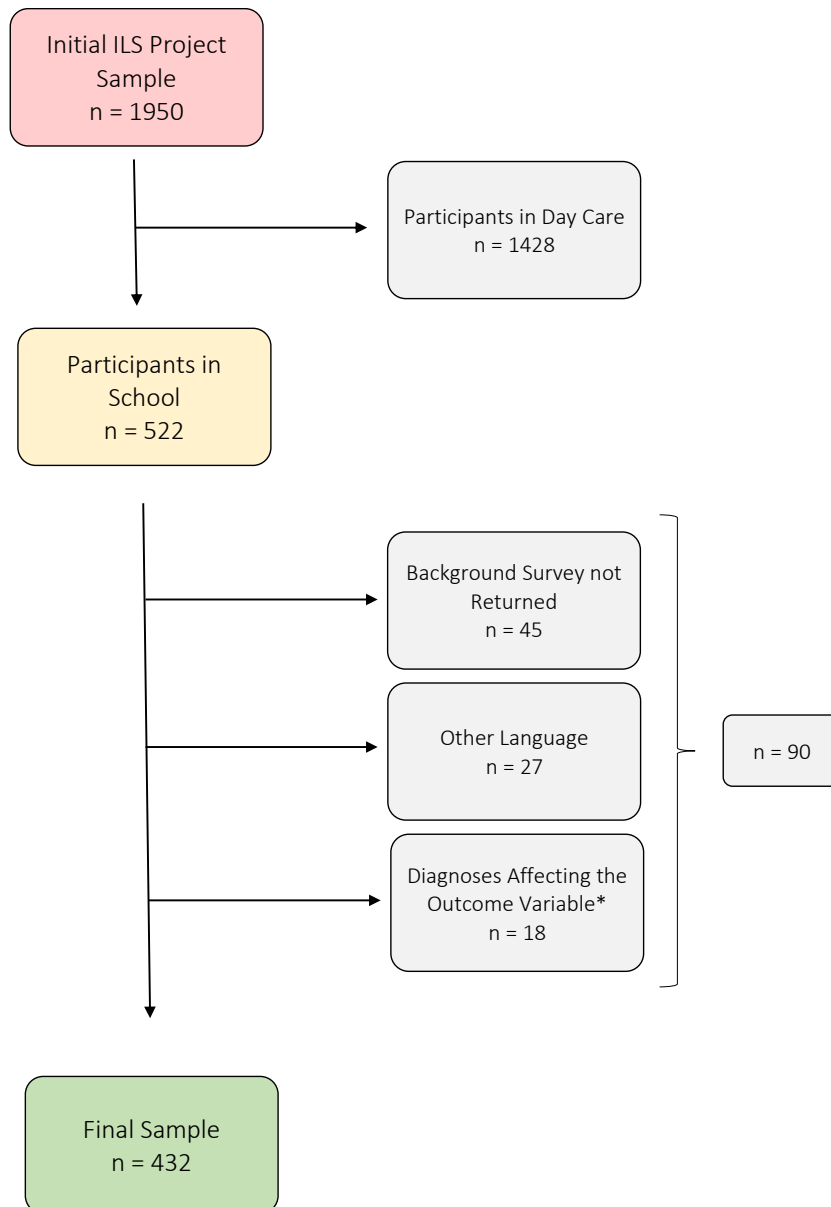 Initial ILS Project
Sample
n = 1950
Participants in Day Care
n = 1428
Participants in
School
n = 522
Background Survey not
Returned
n = 45
Other Language
n = 27
n = 90
Diagnoses Affecting the
Outcome Variable*
n = 18
Final Sample
n = 432